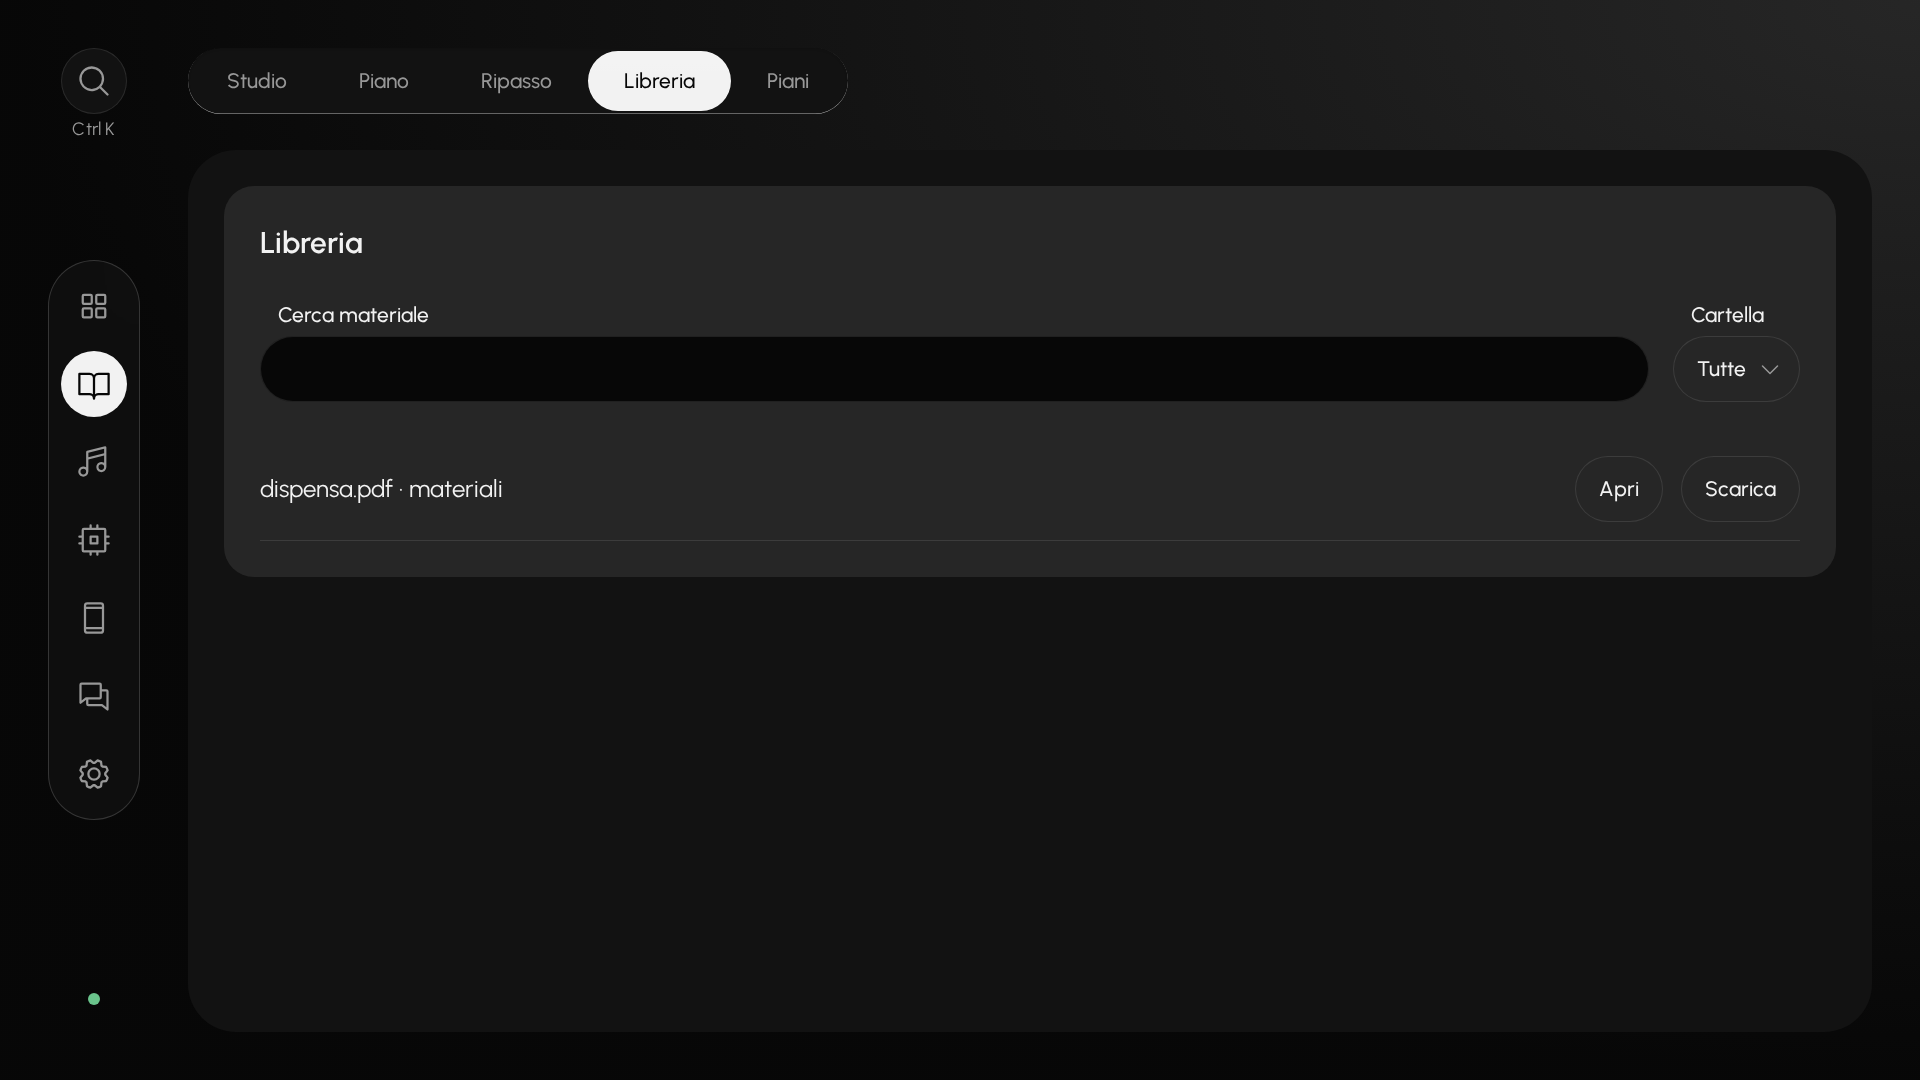 Studio Piano Ripasso Libreria Piani
Ctrl K
Libreria
Cerca materiale Cartella
Tutte
dispensa.pdf · materiali Apri Scarica